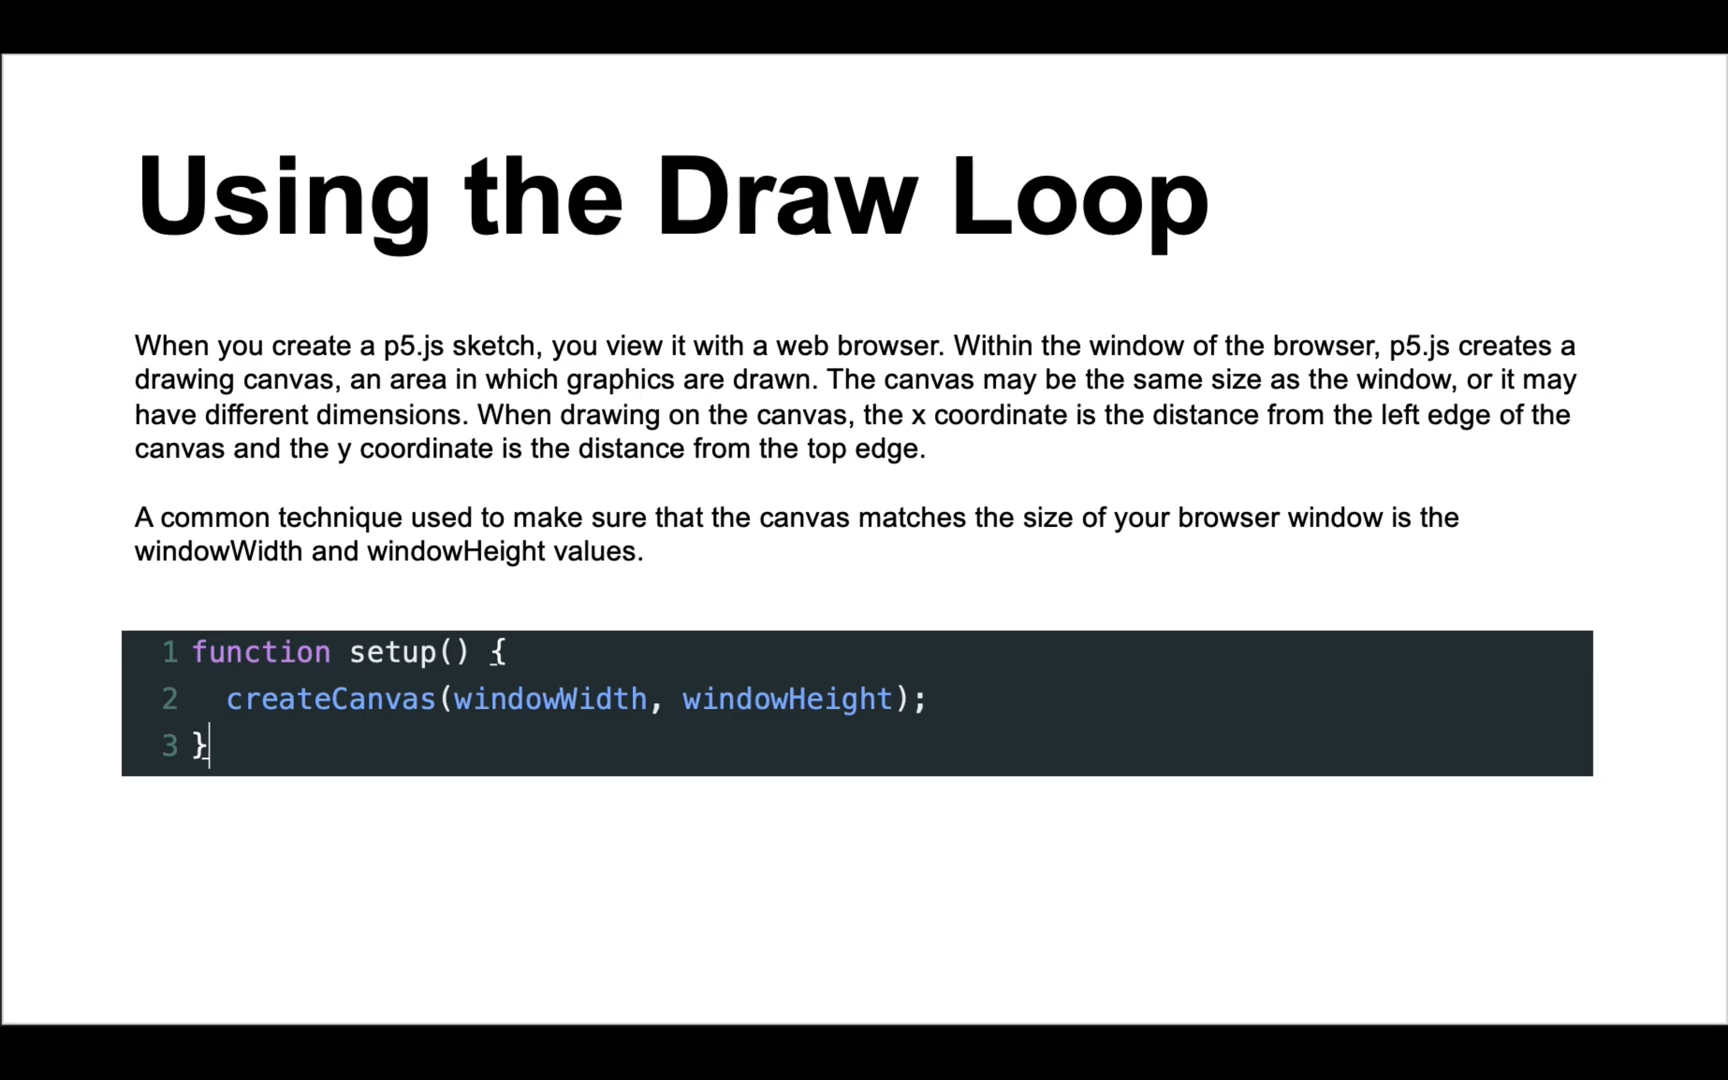 Using the Draw Loop
When you create a p5.js sketch, you view it with a web browser. Within the window of the browser, p5.js creates a
drawing canvas, an area in which graphics are drawn. The canvas may be the same size as the window, or it may
have different dimensions. When drawing on the canvas, the x coordinate is the distance from the left edge of the
canvas and the y coordinate is the distance from the top edge.
A common technique used to make sure that the canvas matches the size of your browser window is the
windowWidth and windowHeight values.
1 function setup() {
2   createCanvas(windowWidth, windowHeight);
3 }